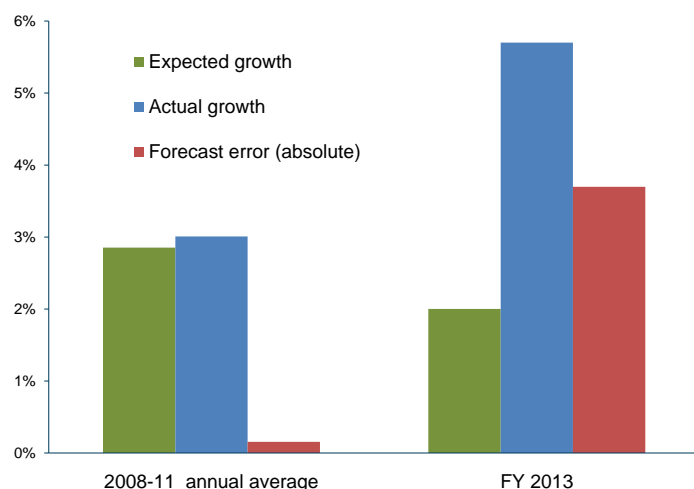 6%
Expected growth
5%
Actual growth
Forecast error (absolute)
4%
3%
2%
1%
0%
2008-11 annual average
FY 2013